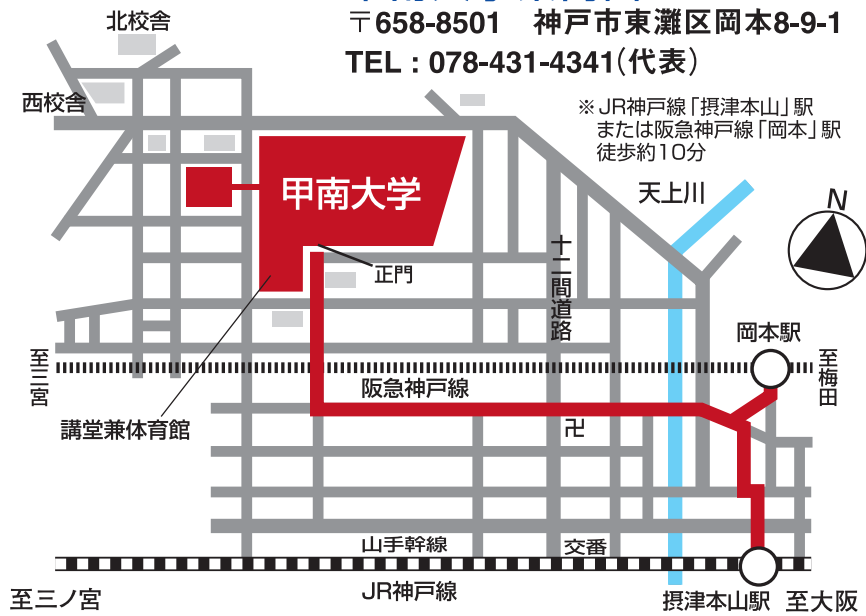 北校舎
〒658-8501 神戸市東灘区岡本8-9-1
TEL：078-431-4341(代表)
西校舎
※JR神戸線「摂津本山」駅
または阪急神戸線「岡本」駅
徒歩約10分
甲南大学
天上川
N
正門
十二間道路
岡本駅
至三宮
至梅田
阪急神戸線
講堂兼体育館
卍
山手幹線
交番
JR神戸線
至三ノ宮
摂津本山駅
至大阪